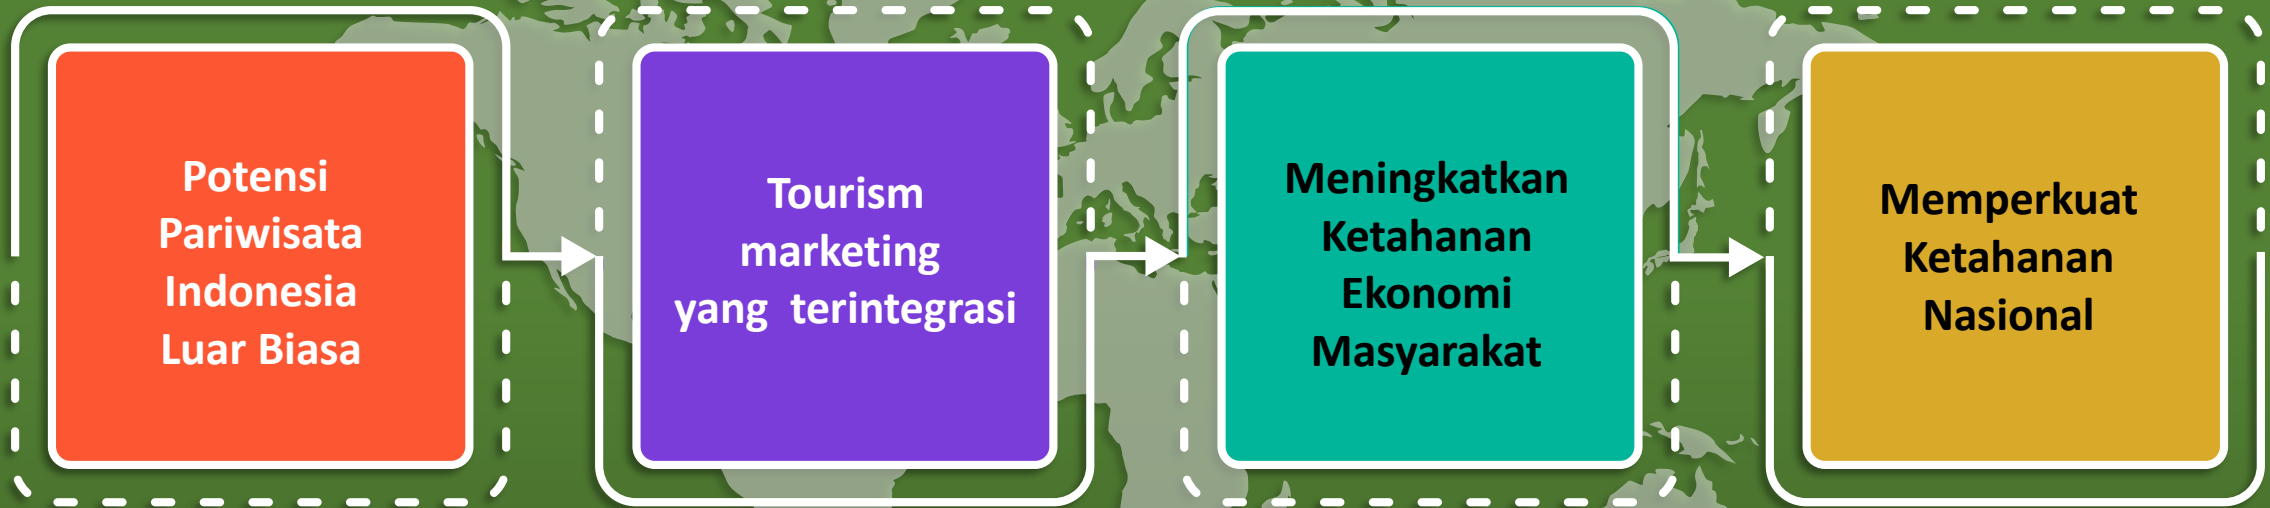 Potensi
Pariwisata
Indonesia
Luar Biasa
Tourism
marketing
yang terintegrasi
Meningkatkan
Ketahanan
Ekonomi
Masyarakat
Memperkuat
Ketahanan
Nasional